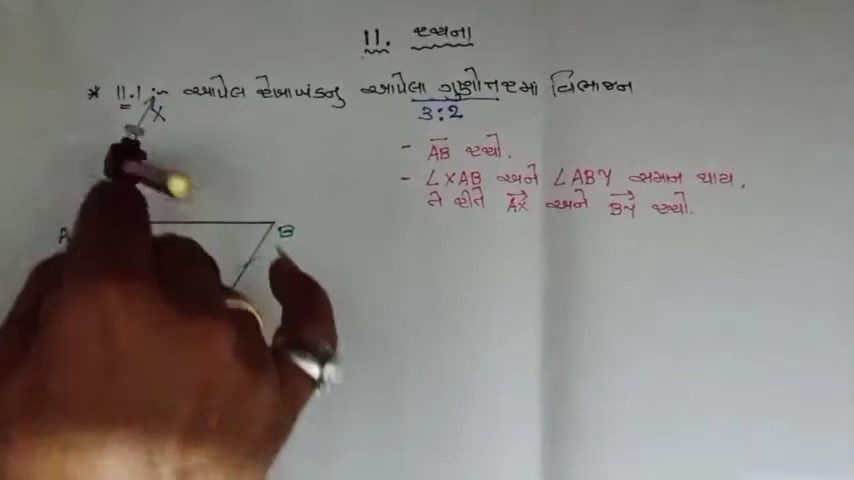 11. રચના
* 11.1 :- આપેલ રેખાખંડનુ આપેલા ગુણોત્તરમાં વિભાજન
3:2
X
- AB રચો.
- ∠XAB અને ∠ABY સમાન થાય,
તે રીતે AX અને BY રચો.
A
B